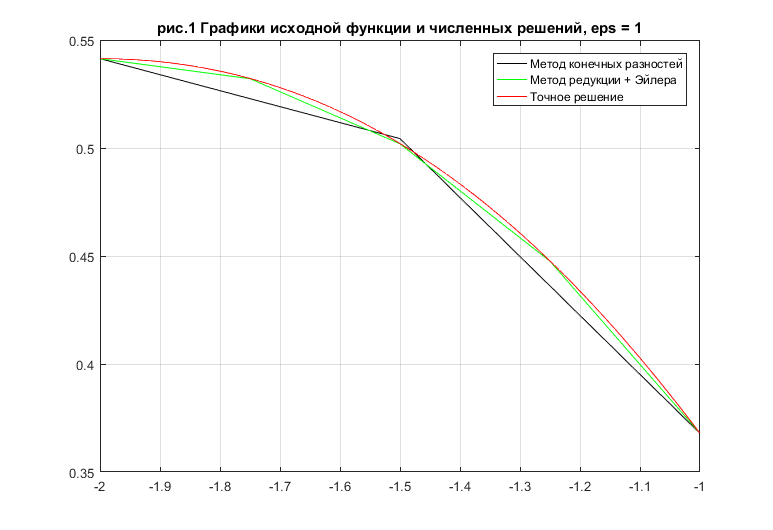 рис.1 Графики исходной функции и численных решений, eps = 1
0.55
0.5
0.45
0.4
0.35
Метод конечных разностей
Метод редукции + Эйлера
Точное решение
-2 -1.9 -1.8 -1.7 -1.6 -1.5 -1.4 -1.3 -1.2 -1.1 -1